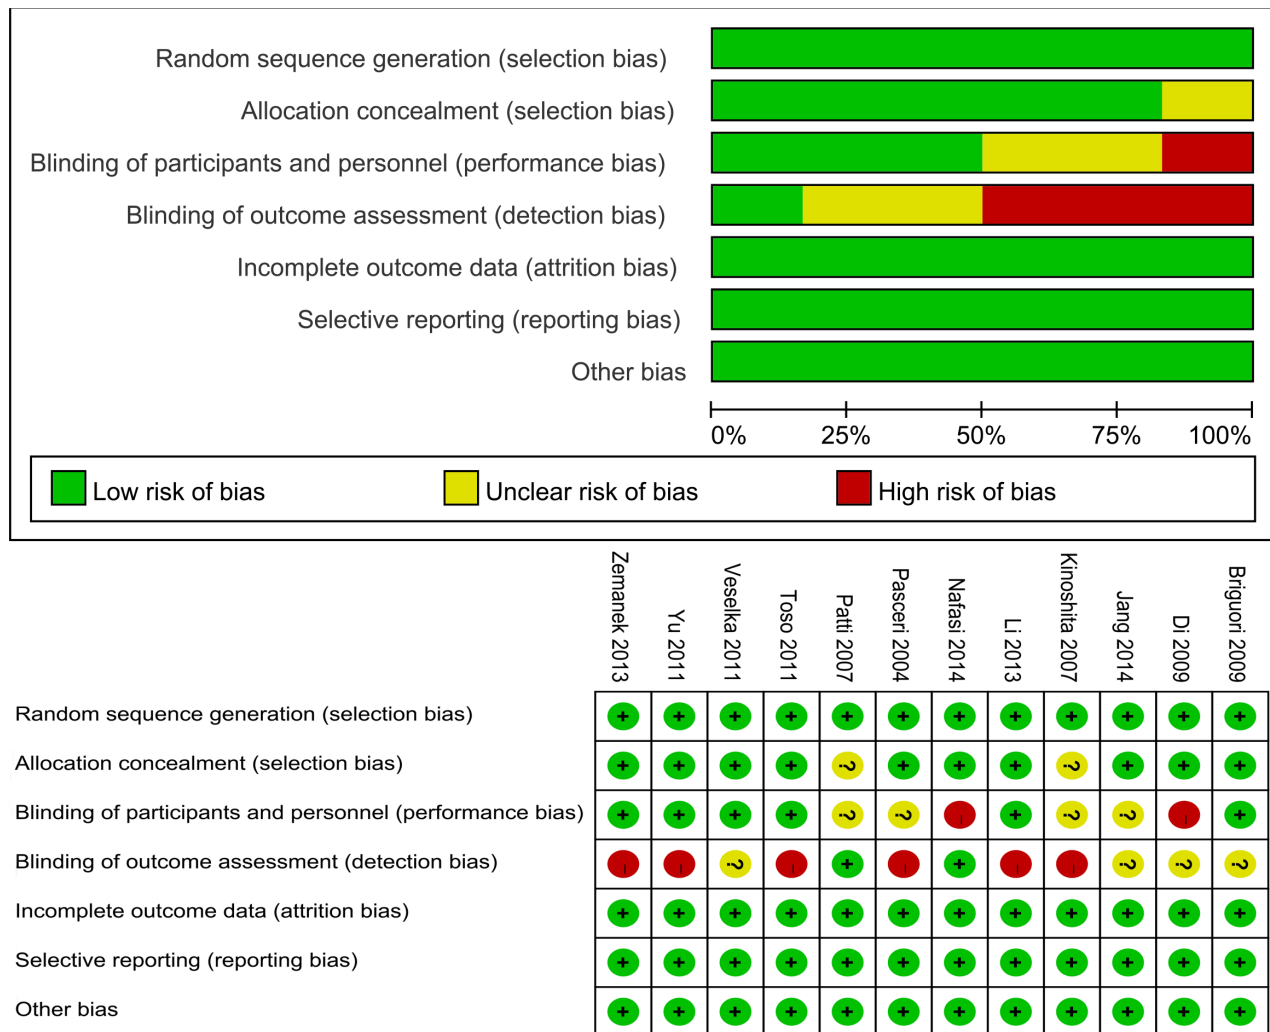 Random sequence generation (selection bias)
Allocation concealment (selection bias)
Blinding of participants and personnel (performance bias)
Blinding of outcome assessment (detection bias)
Incomplete outcome data (attrition bias)
Selective reporting (reporting bias)
Other bias
0% 25% 50% 75% 100%
Low risk of bias Unclear risk of bias High risk of bias
Zemanek 2013
Yu 2011
Veselka 2011
Toso 2011
Patti 2007
Pasceri 2004
Nafasi 2014
Li 2013
Kinoshita 2007
Jang 2014
Di 2009
Briguori 2009
Random sequence generation (selection bias) + + + + + + + + + + + +
Allocation concealment (selection bias) + + + + ? + + + ? + + +
Blinding of participants and personnel (performance bias) + + + + ? ? - + ? ? - +
Blinding of outcome assessment (detection bias) - - ? - + - + - - ? ? ?
Incomplete outcome data (attrition bias) + + + + + + + + + + + +
Selective reporting (reporting bias) + + + + + + + + + + + +
Other bias + + + + + + + + + + + +